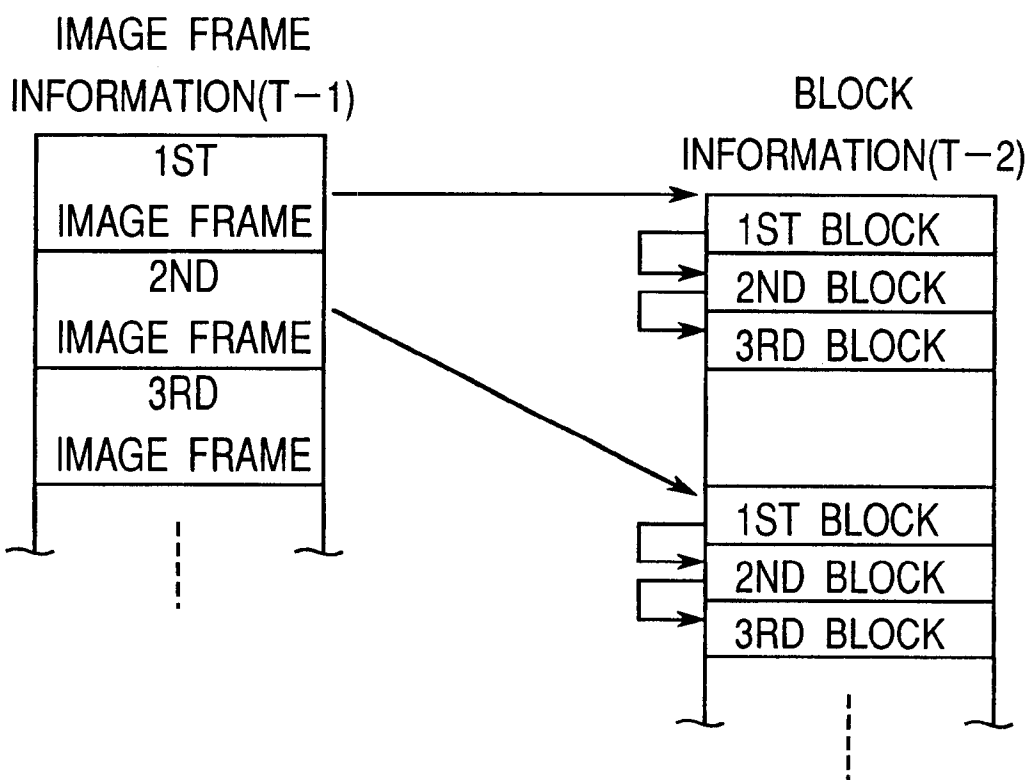 IMAGE FRAME
INFORMATION(T−1)
1ST
IMAGE FRAME
2ND
IMAGE FRAME
3RD
IMAGE FRAME
BLOCK
INFORMATION(T−2)
1ST BLOCK
2ND BLOCK
3RD BLOCK
1ST BLOCK
2ND BLOCK
3RD BLOCK